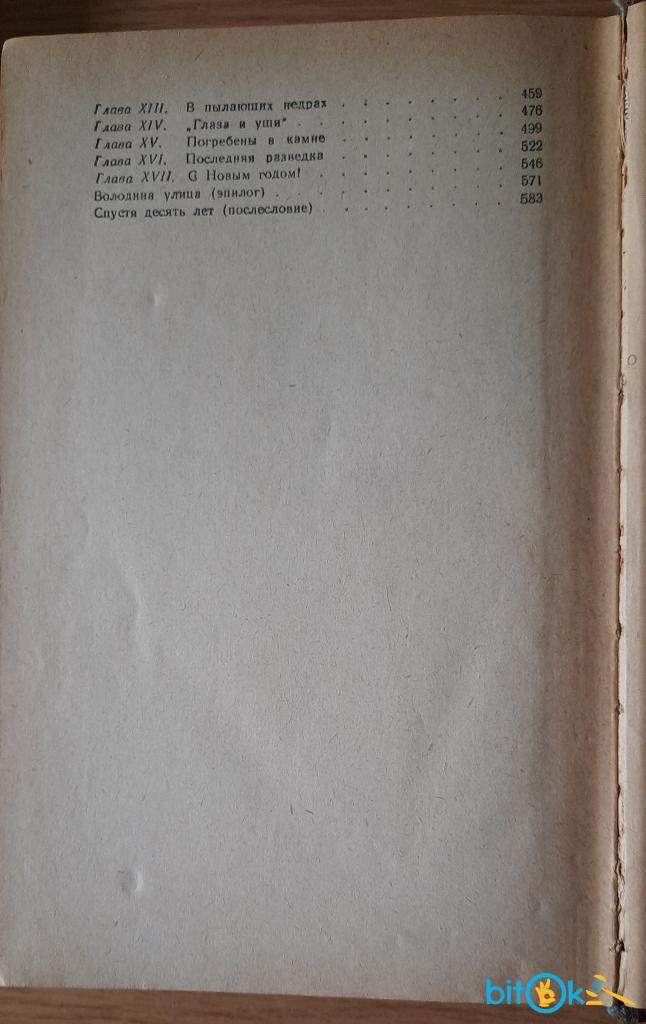 Глава XIII. В пылающих недрах . . . . . . . . 459
Глава XIV. „Глаза и уши“ . . . . . . . . . 476
Глава XV. Погребены в камне . . . . . . . . 499
Глава XVI. Последняя разведка . . . . . . . . 522
Глава XVII. С Новым годом! . . . . . . . . 546
Володина улица (эпилог) . . . . . . . . . . 571
Спустя десять лет (послесловие) . . . . . . . . 583
bitOk